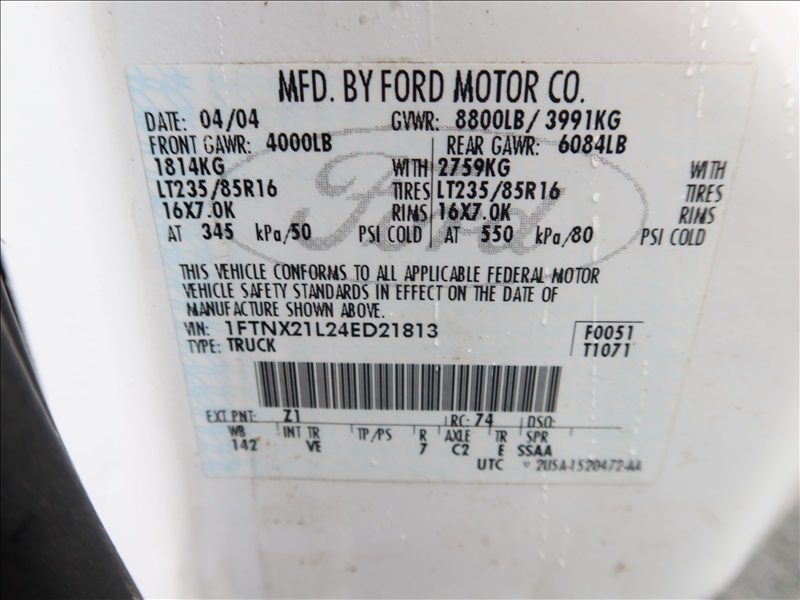 MFD. BY FORD MOTOR CO.
DATE: 04/04 GVWR: 8800LB/ 3991KG
FRONT GAWR: 4000LB REAR GAWR: 6084LB
1814KG WITH 2759KG WITH
LT235/85R16 TIRES LT235/85R16 TIRES
16X7.0K RIMS 16X7.0K RIMS
AT 345 kPa/50 PSI COLD AT 550 kPa/80 PSI COLD
Ford
THIS VEHICLE CONFORMS TO ALL APPLICABLE FEDERAL MOTOR
VEHICLE SAFETY STANDARDS IN EFFECT ON THE DATE OF
MANUFACTURE SHOWN ABOVE.
VIN: 1FTNX21L24ED21813 F0051
TYPE: TRUCK T1071
EXT PNT: Z1 RC: 74 DSO:
WB INT TR TP/PS R AXLE TR SPR
142 VE 7 C2 E SSAA
UTC 2U5A-1520472-AA